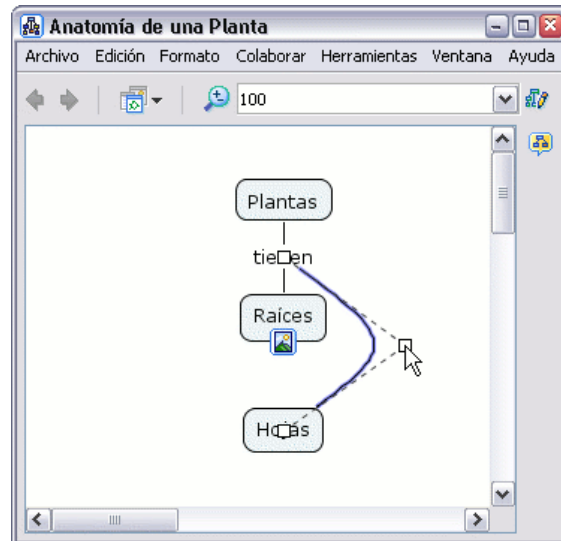 Anatomía de una Planta
Archivo Edición Formato Colaborar Herramientas Ventana Ayuda
100
Plantas
tienen
Raíces
Hojas